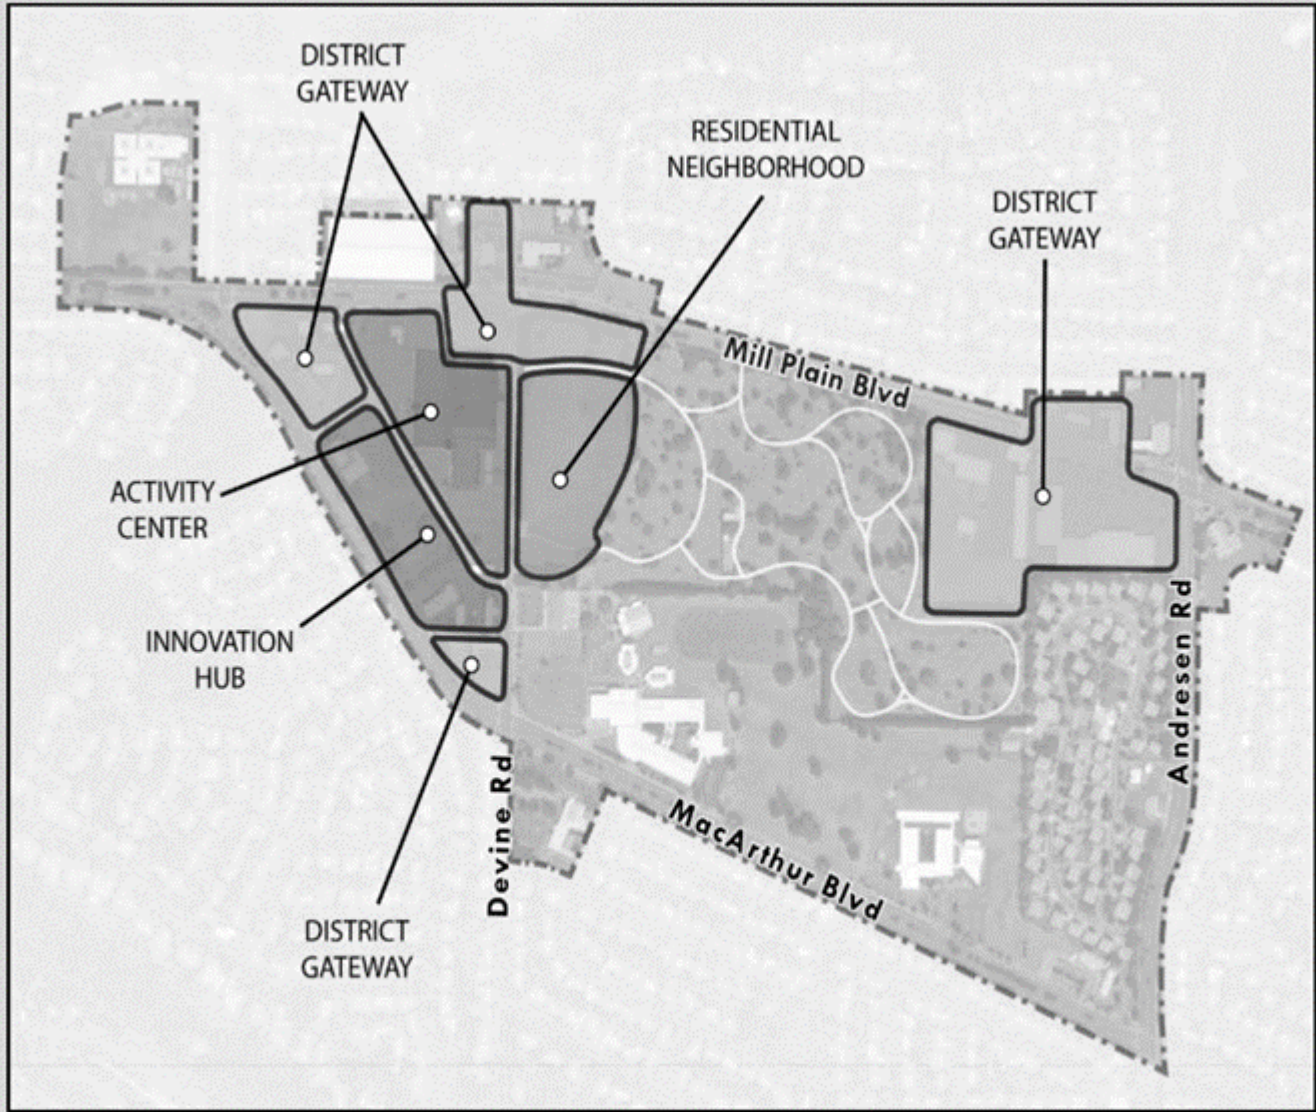 DISTRICT
GATEWAY
RESIDENTIAL
NEIGHBORHOOD
DISTRICT
GATEWAY
Mill Plain Blvd
ACTIVITY
CENTER
INNOVATION
HUB
Andresen Rd
Devine Rd
MacArthur Blvd
DISTRICT
GATEWAY